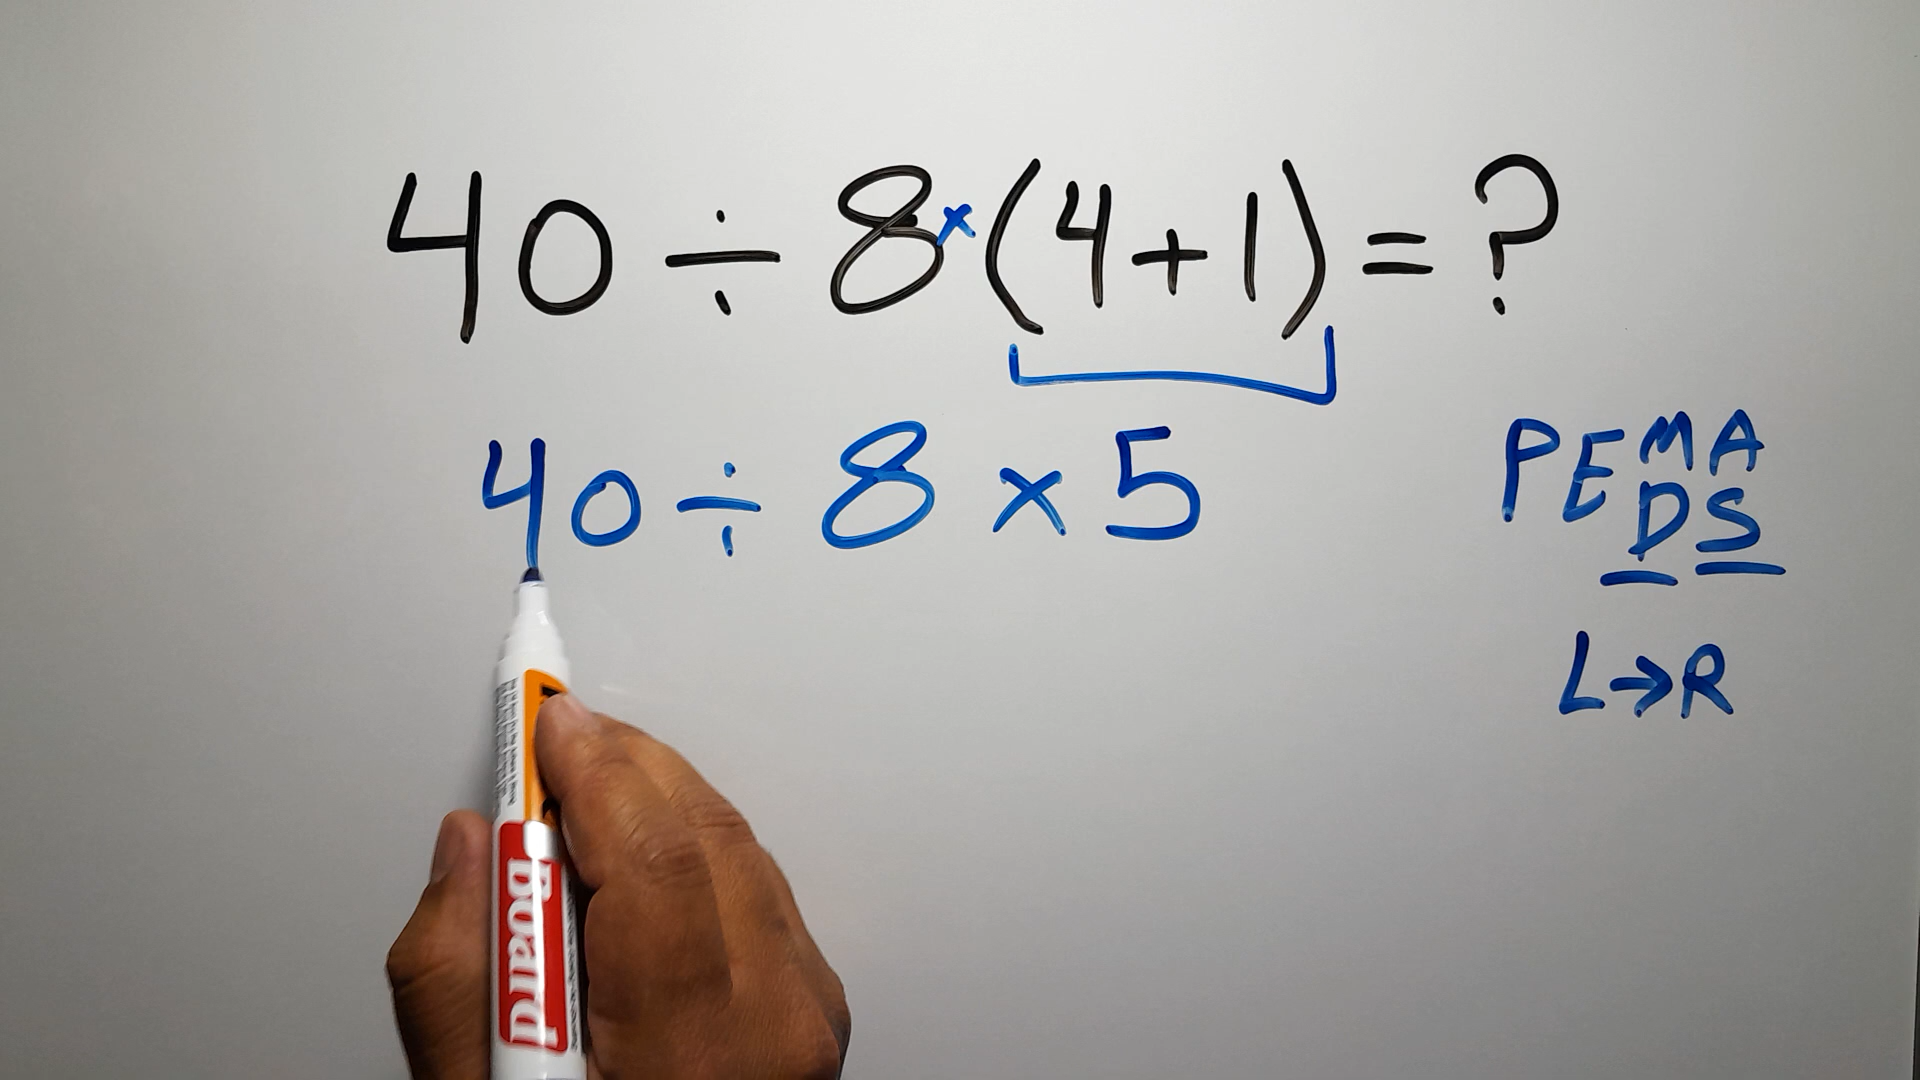 40 ÷ 8×(4+1)=?
40 ÷ 8 × 5
PEMA
DS
L→R
Board